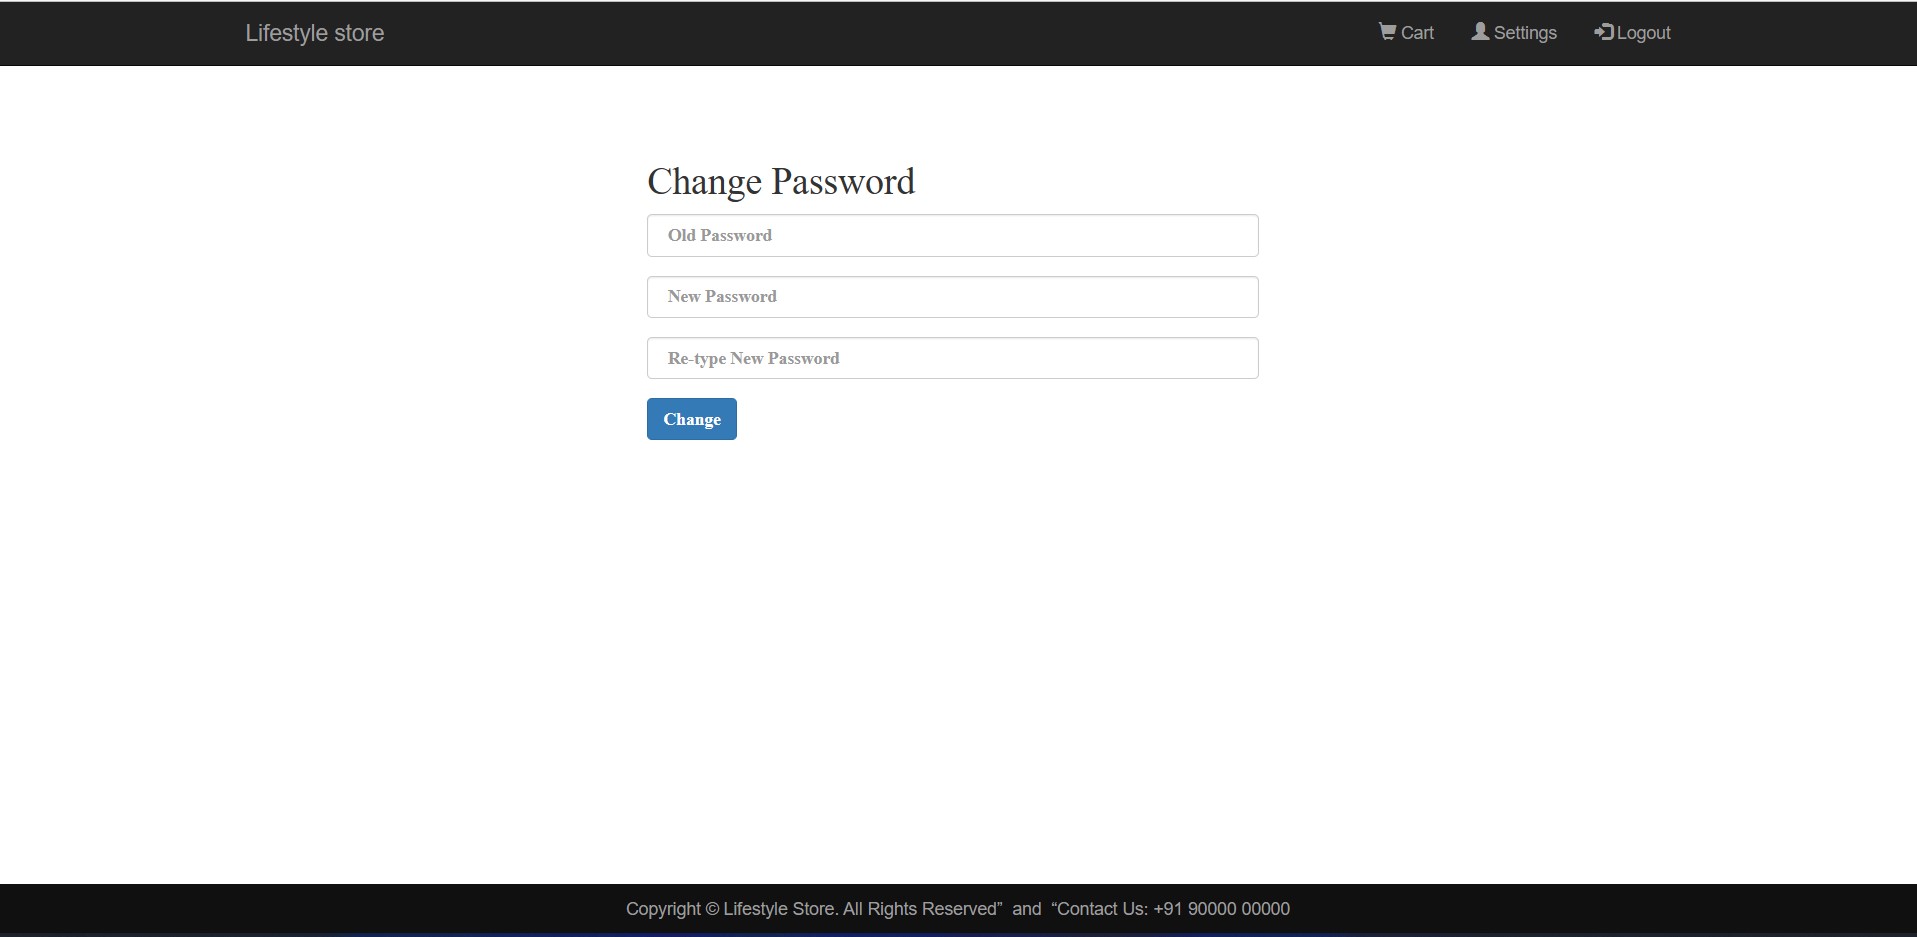 Lifestyle store Cart Settings Logout
Change Password
Old Password
New Password
Re-type New Password
Change
Copyright © Lifestyle Store. All Rights Reserved” and “Contact Us: +91 90000 00000